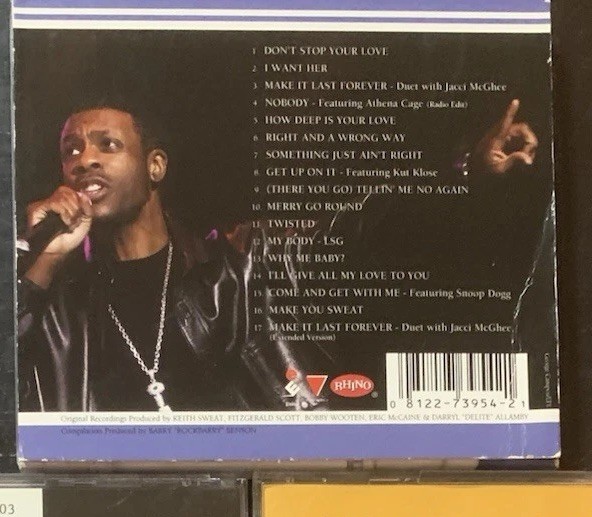 1 DON'T STOP YOUR LOVE
2 I WANT HER
3 MAKE IT LAST FOREVER - Duet with Jacci McGhee
4 NOBODY - Featuring Athena Cage (Radio Edit)
5 HOW DEEP IS YOUR LOVE
6 RIGHT AND A WRONG WAY
7 SOMETHING JUST AIN'T RIGHT
8 GET UP ON IT - Featuring Kut Klose
9 (THERE YOU GO) TELLIN' ME NO AGAIN
10 MERRY GO ROUND
11 TWISTED
12 MY BODY - LSG
13 WHY ME BABY?
14 I'LL GIVE ALL MY LOVE TO YOU
15 COME AND GET WITH ME - Featuring Snoop Dogg
16 MAKE YOU SWEAT
17 MAKE IT LAST FOREVER - Duet with Jacci McGhee
(Extended Version)
RHINO
0 8122-73954-2 1
Original Recordings Produced by KEITH SWEAT, FITZGERALD SCOTT, BOBBY WOOTEN, ERIC McCAINE & DARRYL "DELITE" ALLAMBY
Compilations Produced by BARRY "ROCKBARRY" BENSON
03